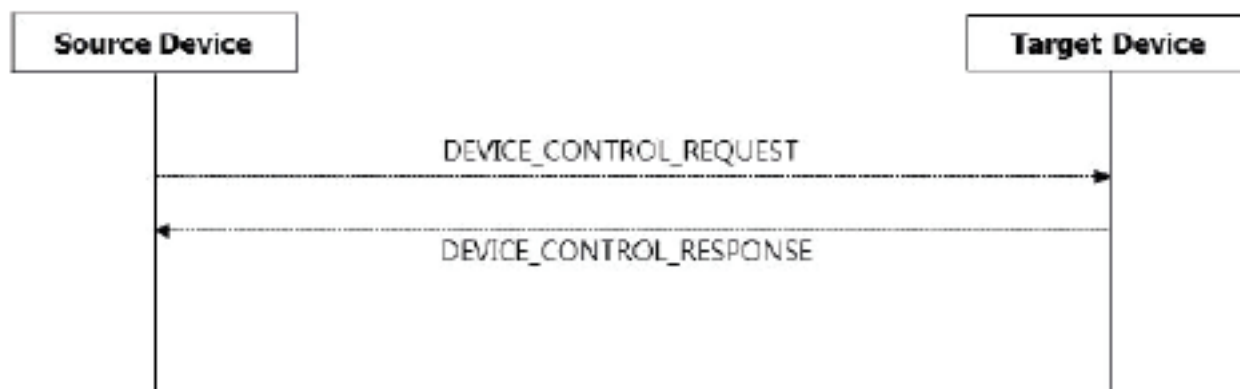 Source Device
Target Device
DEVICE_CONTROL_REQUEST
DEVICE_CONTROL_RESPONSE